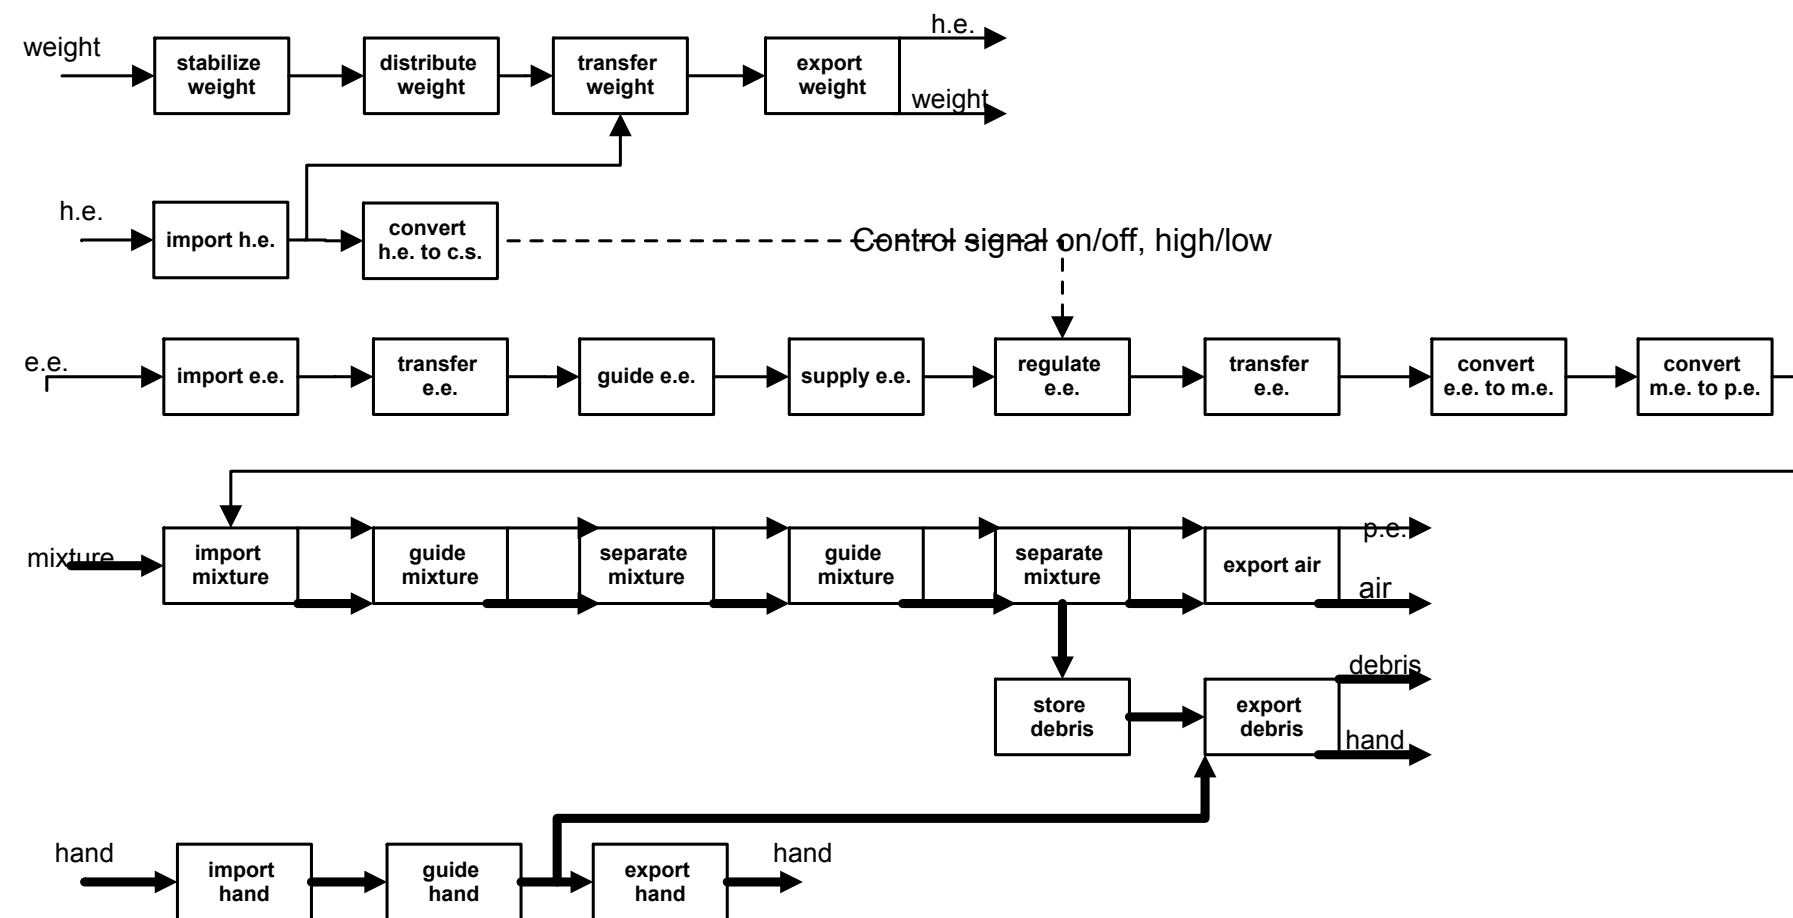 h.e.
weight
stabilize
weight
distribute
weight
transfer
weight
export
weight
weight
h.e.
import h.e.
convert
h.e. to c.s.
Control signal on/off, high/low
e.e.
import e.e.
transfer
e.e.
guide e.e.
supply e.e.
regulate
e.e.
transfer
e.e.
convert
e.e. to m.e.
convert
m.e. to p.e.
mixture
import
mixture
guide
mixture
separate
mixture
guide
mixture
separate
mixture
export air
p.e.
air
store
debris
export
debris
debris
hand
hand
import
hand
guide
hand
export
hand
hand